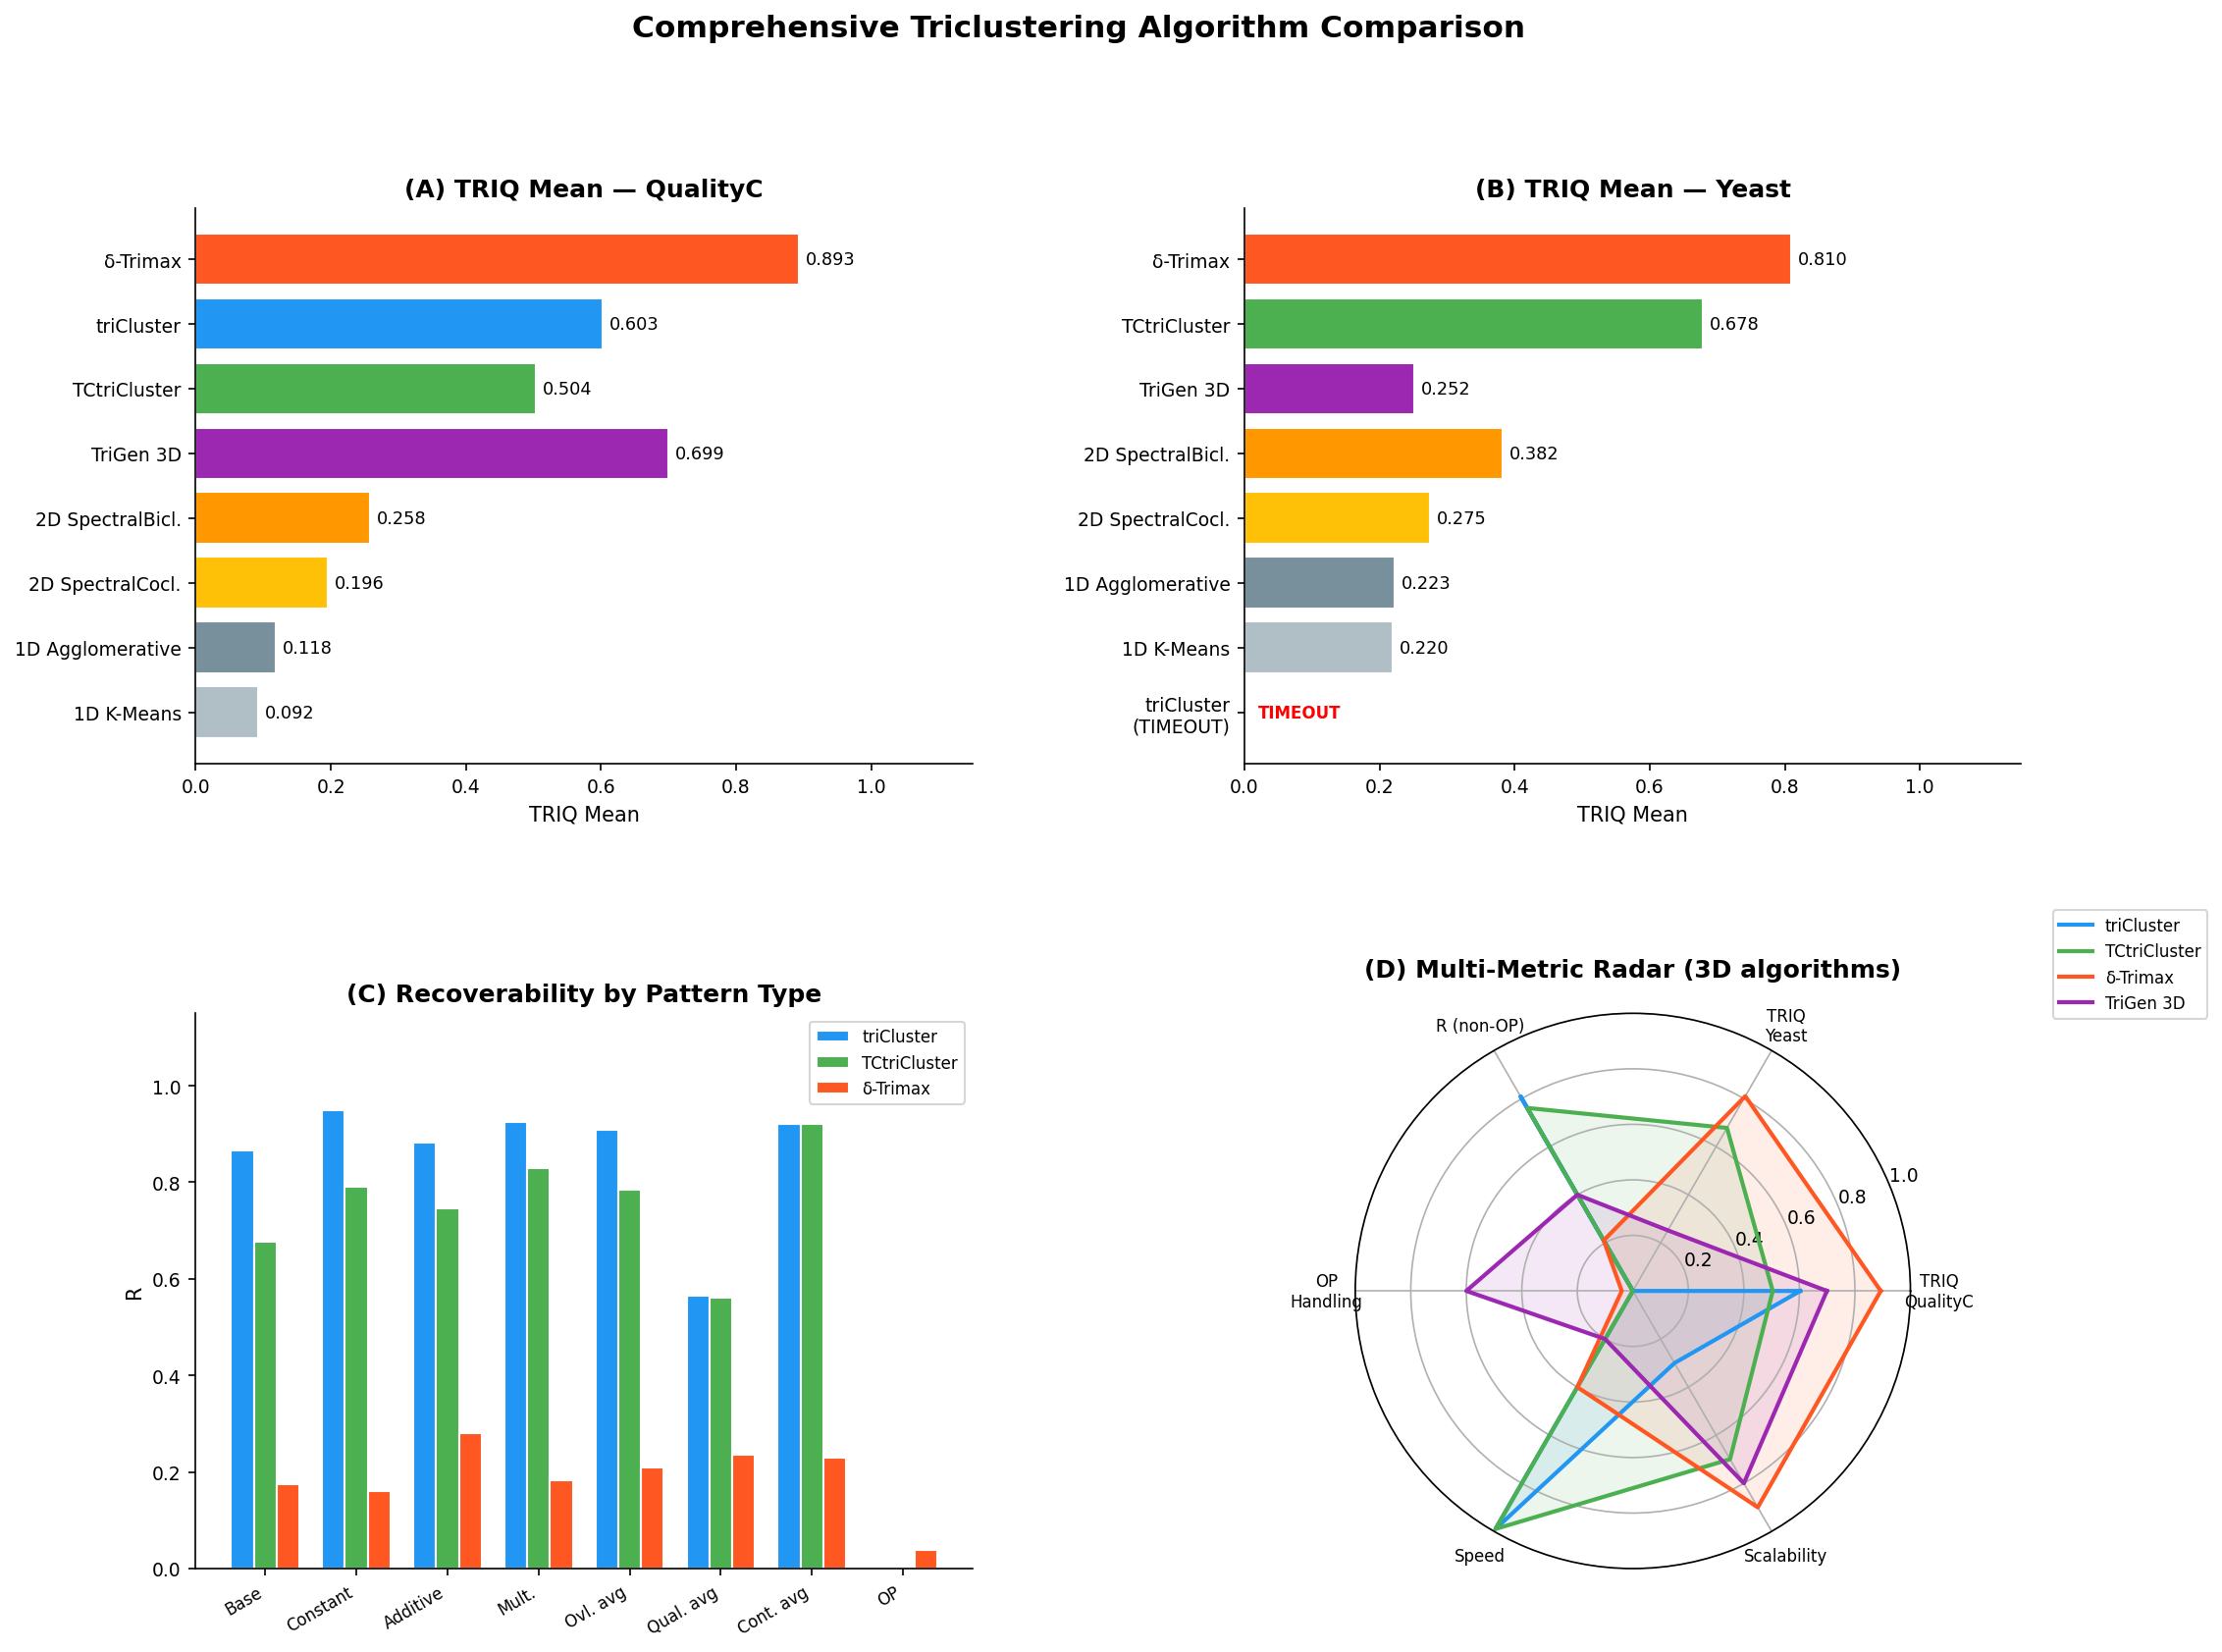 Comprehensive Triclustering Algorithm Comparison
(A) TRIQ Mean — QualityC
δ-Trimax
0.893
triCluster
0.603
TCtriCluster
0.504
TriGen 3D
0.699
2D SpectralBicl.
0.258
2D SpectralCocl.
0.196
1D Agglomerative
0.118
1D K-Means
0.092
0.0 0.2 0.4 0.6 0.8 1.0
TRIQ Mean
(B) TRIQ Mean — Yeast
δ-Trimax
0.810
TCtriCluster
0.678
TriGen 3D
0.252
2D SpectralBicl.
0.382
2D SpectralCocl.
0.275
1D Agglomerative
0.223
1D K-Means
0.220
triCluster
(TIMEOUT)
TIMEOUT
0.0 0.2 0.4 0.6 0.8 1.0
TRIQ Mean
(C) Recoverability by Pattern Type
triCluster
TCtriCluster
δ-Trimax
R
1.0
0.8
0.6
0.4
0.2
0.0
Base
Constant
Additive
Mult.
Ovl. avg
Qual. avg
Cont. avg
OP
(D) Multi-Metric Radar (3D algorithms)
triCluster
TCtriCluster
δ-Trimax
TriGen 3D
R (non-OP)
TRIQ
Yeast
1.0
0.8
0.6
0.4
0.2
OP
Handling
TRIQ
QualityC
Speed
Scalability